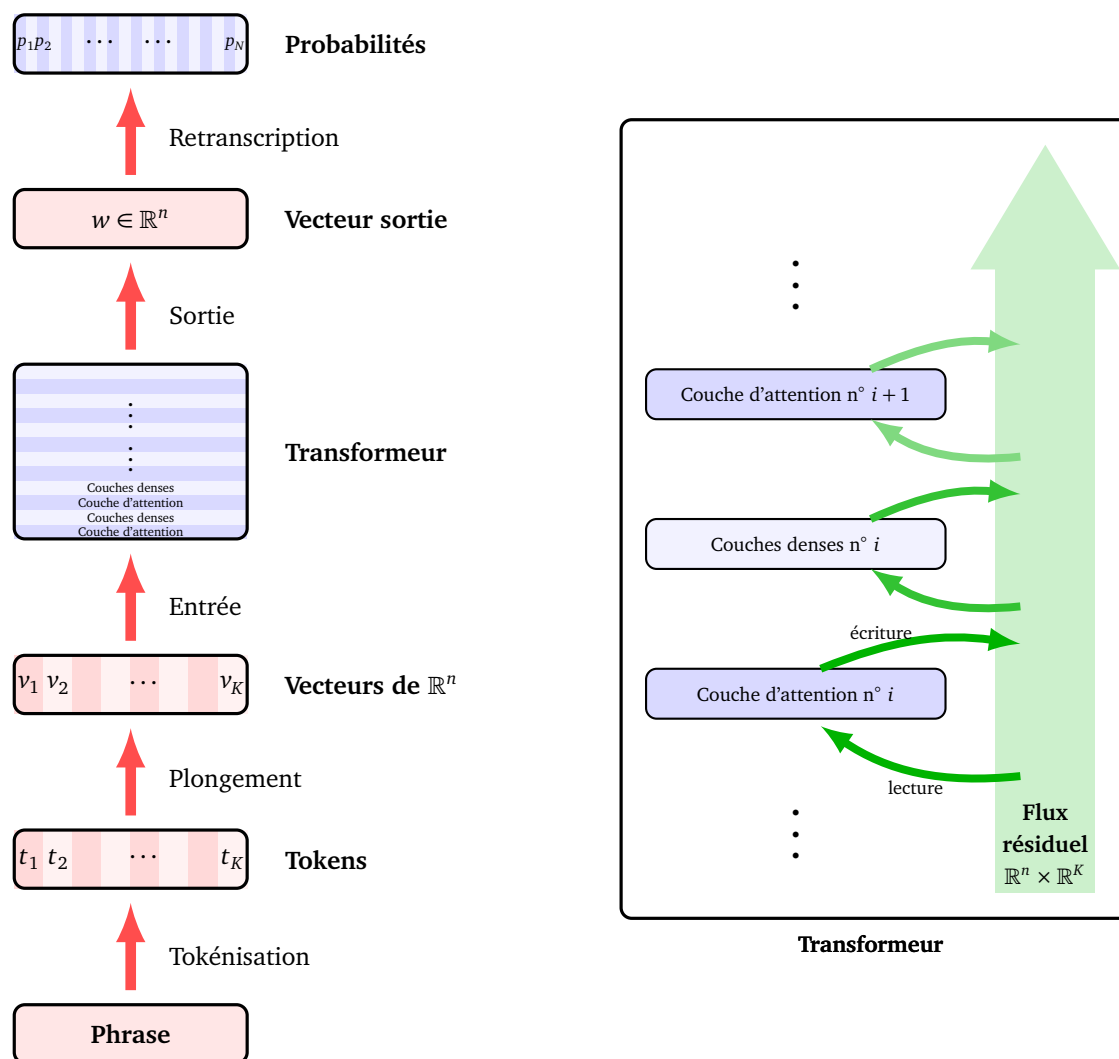 p₁ p₂ ··· ··· p_N
Probabilités
Retranscription
w ∈ ℝⁿ
Vecteur sortie
Sortie
⋮
⋮
Couches denses
Couche d'attention
Couches denses
Couche d'attention
Transformeur
Entrée
v₁ v₂ ··· v_K
Vecteurs de ℝⁿ
Plongement
t₁ t₂ ··· t_K
Tokens
Tokénisation
Phrase
⋮
Couche d'attention n° i + 1
Couches denses n° i
écriture
Couche d'attention n° i
lecture
⋮
Flux
résiduel
ℝⁿ × ℝᴷ
Transformeur